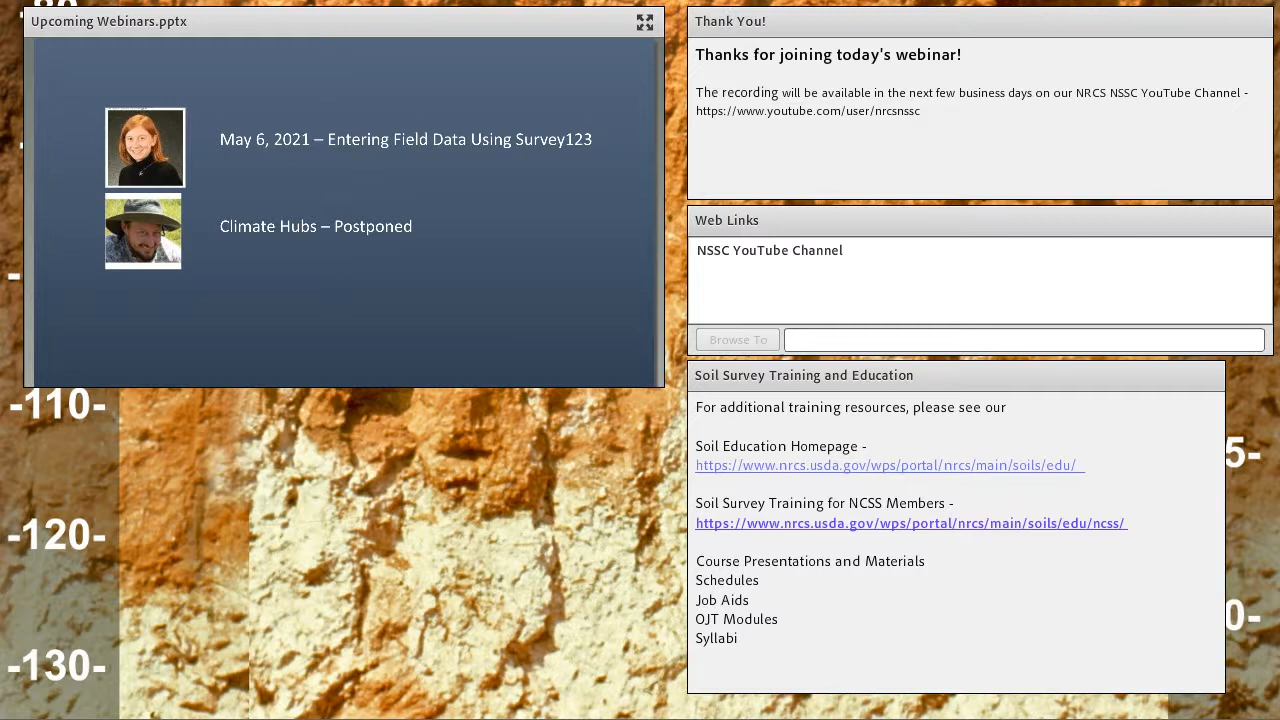 Upcoming Webinars.pptx
May 6, 2021 – Entering Field Data Using Survey123
Climate Hubs – Postponed
Thank You!
Thanks for joining today's webinar!
The recording will be available in the next few business days on our NRCS NSSC YouTube Channel -
https://www.youtube.com/user/nrcsnssc
Web Links
NSSC YouTube Channel
Browse To
Soil Survey Training and Education
For additional training resources, please see our
Soil Education Homepage -
https://www.nrcs.usda.gov/wps/portal/nrcs/main/soils/edu/
Soil Survey Training for NCSS Members -
https://www.nrcs.usda.gov/wps/portal/nrcs/main/soils/edu/ncss/
Course Presentations and Materials
Schedules
Job Aids
OJT Modules
Syllabi
-110-
-120-
-130-
5-
0-